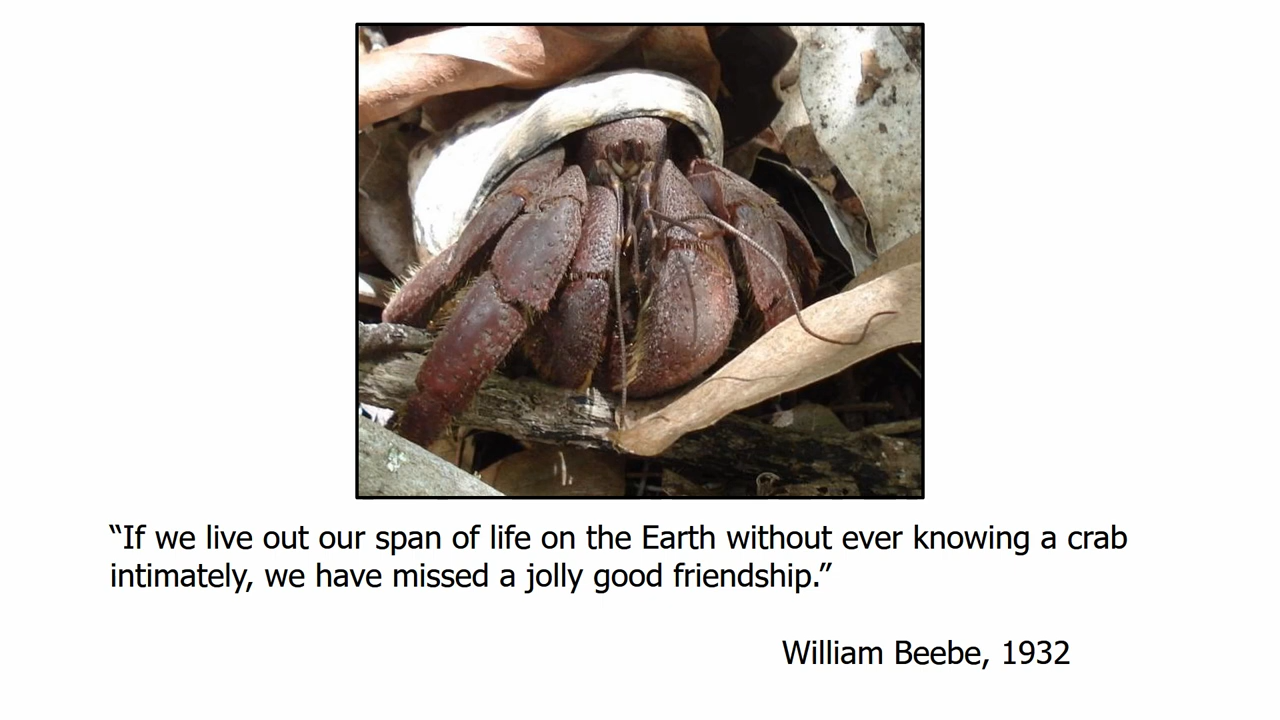 “If we live out our span of life on the Earth without ever knowing a crab
intimately, we have missed a jolly good friendship.”
William Beebe, 1932